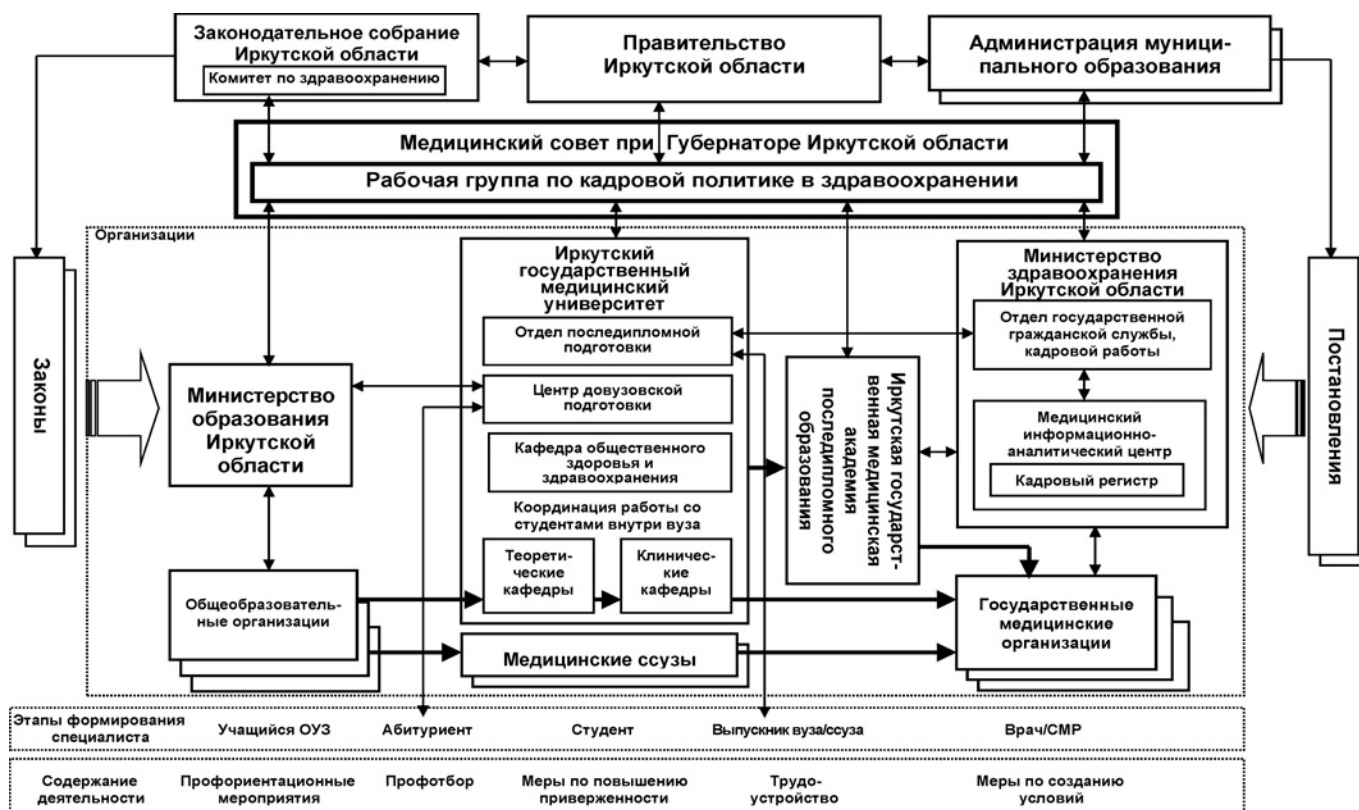 Законодательное собрание
Иркутской области
Комитет по здравоохранению
Правительство
Иркутской области
Администрация муници-
пального образования
Медицинский совет при Губернаторе Иркутской области
Рабочая группа по кадровой политике в здравоохранении
Организации
Законы
Министерство
образования
Иркутской
области
Общеобразователь-
ные организации
Иркутский
государственный
медицинский
университет
Отдел последипломной
подготовки
Центр довузовской
подготовки
Кафедра общественного
здоровья и
здравоохранения
Координация работы со
студентами внутри вуза
Теорети-
ческие
кафедры
Клиничес-
кие
кафедры
Медицинские ссузы
Иркутская государст-
венная медицинская
академия
последипломного
образования
Министерство
здравоохранения
Иркутской области
Отдел государственной
гражданской службы,
кадровой работы
Медицинский
информационно-
аналитический центр
Кадровый регистр
Государственные
медицинские
организации
Постановления
Этапы формирования
специалиста
Учащийся ОУЗ
Абитуриент
Студент
Выпускник вуза/ссуза
Врач/СМР
Содержание
деятельности
Профориентационные
мероприятия
Профотбор
Меры по повышению
приверженности
Трудо-
устройство
Меры по созданию
условий